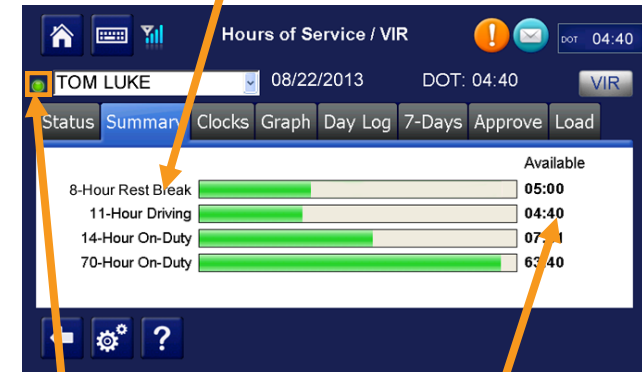 Hours of Service / VIR
DOT 04:40
TOM LUKE 08/22/2013 DOT: 04:40 VIR
Status Summary Clocks Graph Day Log 7-Days Approve Load
Available
8-Hour Rest Break 05:00
11-Hour Driving 04:40
14-Hour On-Duty
70-Hour On-Duty 63:40
?